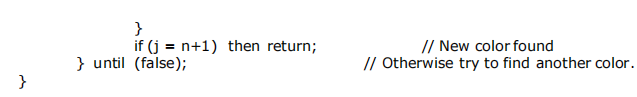 }
if (j = n+1) then return; // New color found
} until (false); // Otherwise try to find another color.
}